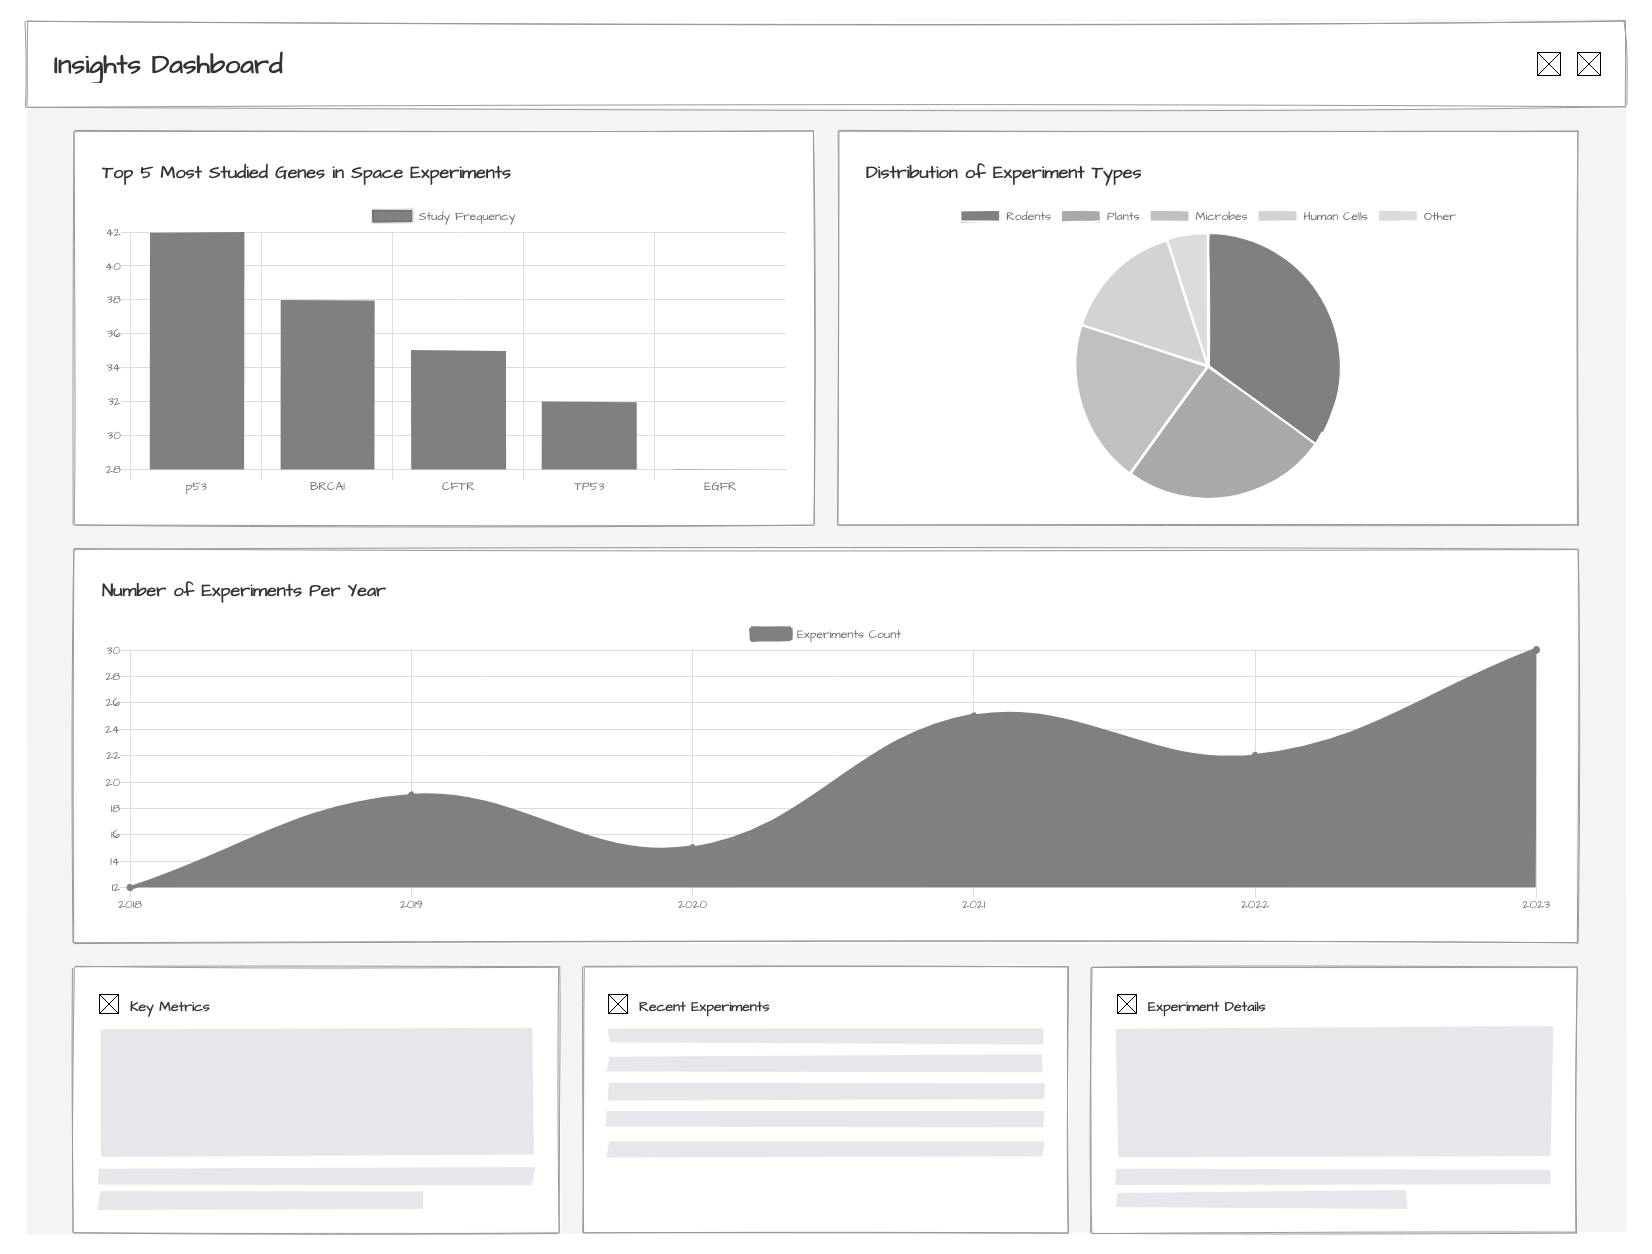 Insights Dashboard
Top 5 Most Studied Genes in Space Experiments
Study Frequency
42
40
38
36
34
32
30
28
p53 BRCA1 CFTR TP53 EGFR
Distribution of Experiment Types
Rodents Plants Microbes Human Cells Other
Number of Experiments Per Year
Experiments Count
30
28
26
24
22
20
18
16
14
12
2018 2019 2020 2021 2022 2023
Key Metrics
Recent Experiments
Experiment Details